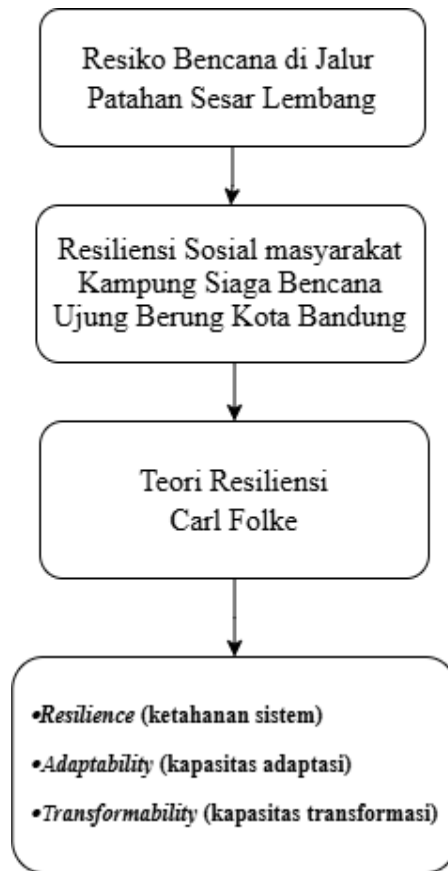 Resiko Bencana di Jalur
Patahan Sesar Lembang
Resiliensi Sosial masyarakat
Kampung Siaga Bencana
Ujung Berung Kota Bandung
Teori Resiliensi
Carl Folke
•Resilience (ketahanan sistem)
•Adaptability (kapasitas adaptasi)
•Transformability (kapasitas transformasi)